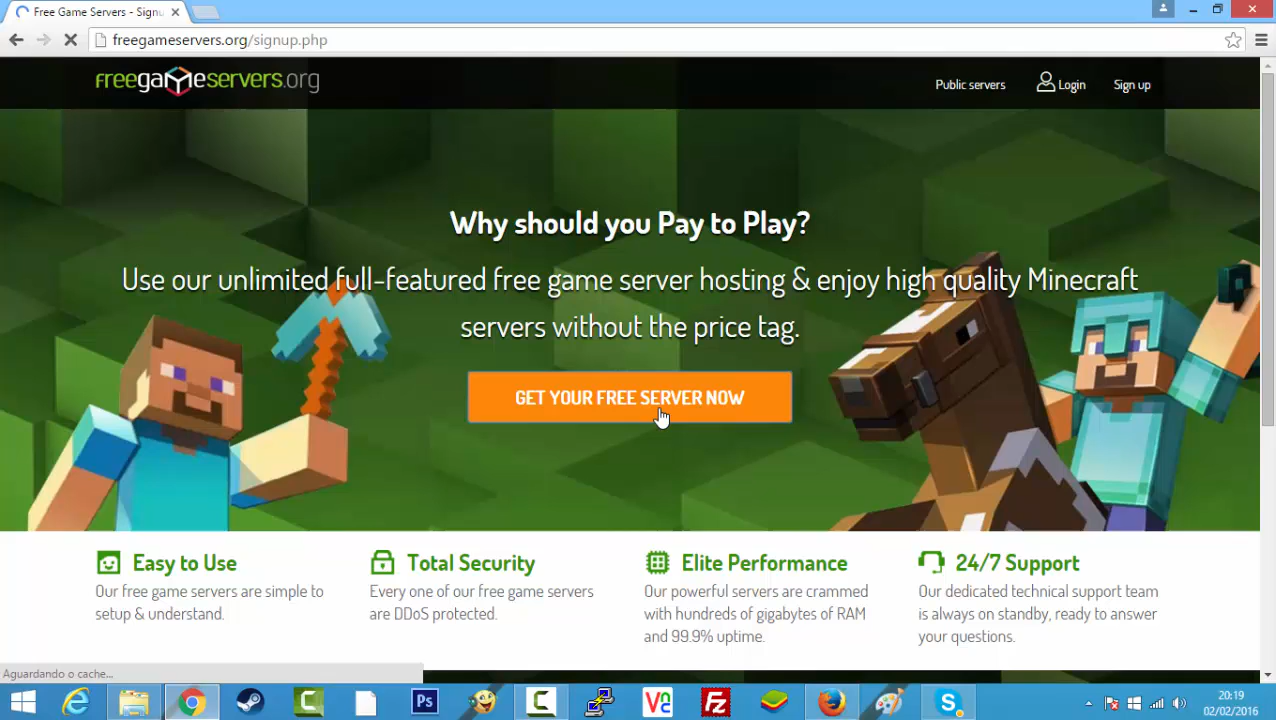 Free Game Servers - Signu
freegameservers.org/signup.php
freegameservers.org
Public servers
Login
Sign up
Why should you Pay to Play?
Use our unlimited full-featured free game server hosting & enjoy high quality Minecraft
servers without the price tag.
GET YOUR FREE SERVER NOW
Easy to Use
Our free game servers are simple to
setup & understand.
Total Security
Every one of our free game servers
are DDoS protected.
Elite Performance
Our powerful servers are crammed
with hundreds of gigabytes of RAM
and 99.9% uptime.
24/7 Support
Our dedicated technical support team
is always on standby, ready to answer
your questions.
Aguardando o cache...
Ps
20:19
02/02/2016